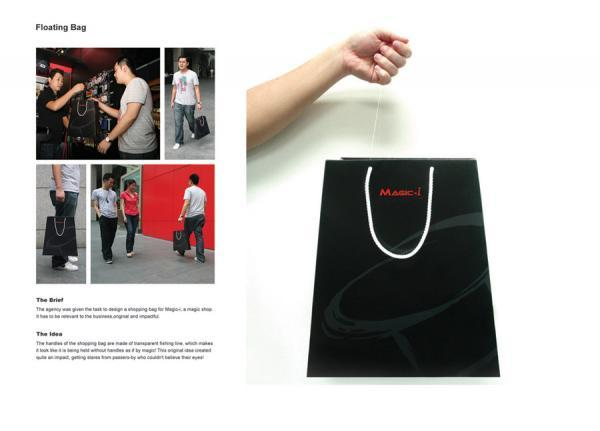 Floating Bag
The Brief
The agency was given the task to design a shopping bag for Magic-i, a magic shop.
It has to be relevant to the business,original and impactful.
The Idea
The handles of the shopping bag are made of transparent fishing line, which makes
it look like it is being held without handles as if by magic! This original idea created
quite an impact, getting stares from passers-by who couldn't believe their eyes!
MAGIC-i